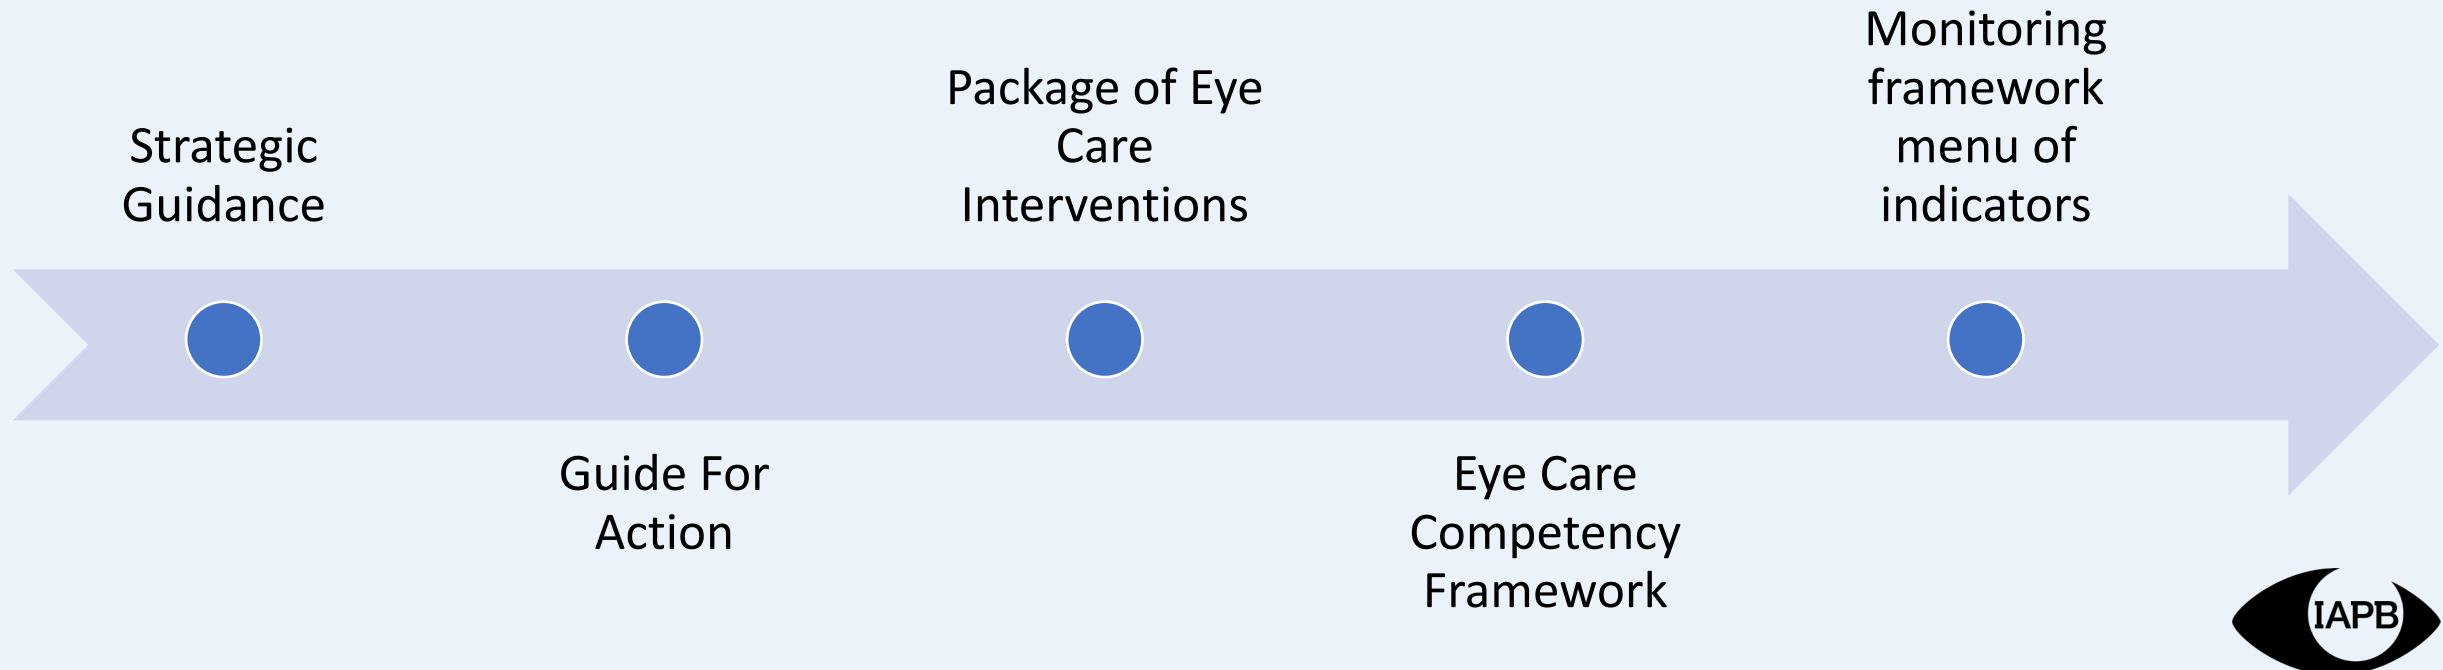 Strategic
Guidance
Guide For
Action
Package of Eye
Care
Interventions
Eye Care
Competency
Framework
Monitoring
framework
menu of
indicators
IAPB